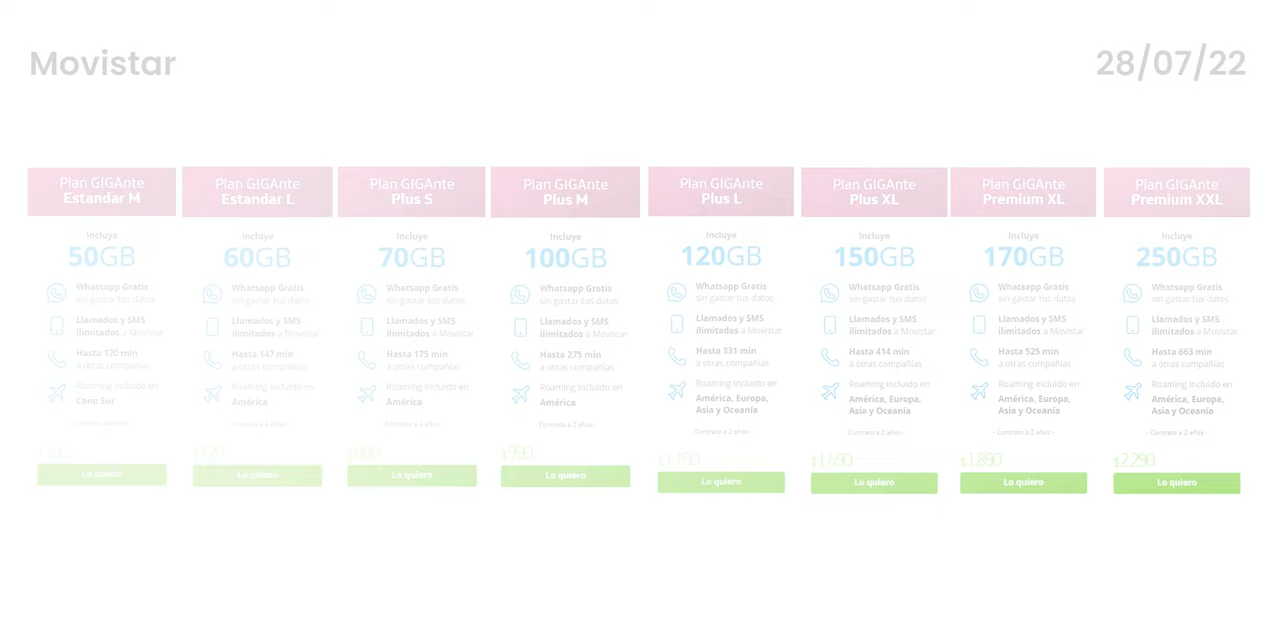 Movistar
28/07/22
Plan GIGAnte
Estandar M
Incluye
50GB
Whatsapp Gratis
sin gastar tus datos
Llamados y SMS
ilimitados a Movistar
Hasta 120 min
a otras compañías
Roaming incluido en
Cono Sur
Lo quiero
Plan GIGAnte
Estandar L
Incluye
60GB
Whatsapp Gratis
sin gastar tus datos
Llamados y SMS
ilimitados a Movistar
Hasta 147 min
a otras compañías
Roaming incluido en
América
- Contrato a 2 años -
Lo quiero
Plan GIGAnte
Plus S
Incluye
70GB
Whatsapp Gratis
sin gastar tus datos
Llamados y SMS
ilimitados a Movistar
Hasta 175 min
a otras compañías
Roaming incluido en
América
- Contrato a 2 años -
Lo quiero
Plan GIGAnte
Plus M
Incluye
100GB
Whatsapp Gratis
sin gastar tus datos
Llamados y SMS
ilimitados a Movistar
Hasta 275 min
a otras compañías
Roaming incluido en
América
- Contrato a 2 años -
$990
Lo quiero
Plan GIGAnte
Plus L
Incluye
120GB
Whatsapp Gratis
sin gastar tus datos
Llamados y SMS
ilimitados a Movistar
Hasta 331 min
a otras compañías
Roaming incluido en
América, Europa,
Asia y Oceanía
- Contrato a 2 años -
$1.190
Lo quiero
Plan GIGAnte
Plus XL
Incluye
150GB
Whatsapp Gratis
sin gastar tus datos
Llamados y SMS
ilimitados a Movistar
Hasta 414 min
a otras compañías
Roaming incluido en
América, Europa,
Asia y Oceanía
- Contrato a 2 años -
$1.490
Lo quiero
Plan GIGAnte
Premium XL
Incluye
170GB
Whatsapp Gratis
sin gastar tus datos
Llamados y SMS
ilimitados a Movistar
Hasta 525 min
a otras compañías
Roaming incluido en
América, Europa,
Asia y Oceanía
- Contrato a 2 años -
$1.890
Lo quiero
Plan GIGAnte
Premium XXL
Incluye
250GB
Whatsapp Gratis
sin gastar tus datos
Llamados y SMS
ilimitados a Movistar
Hasta 663 min
a otras compañías
Roaming incluido en
América, Europa,
Asia y Oceanía
- Contrato a 2 años -
$2.290
Lo quiero